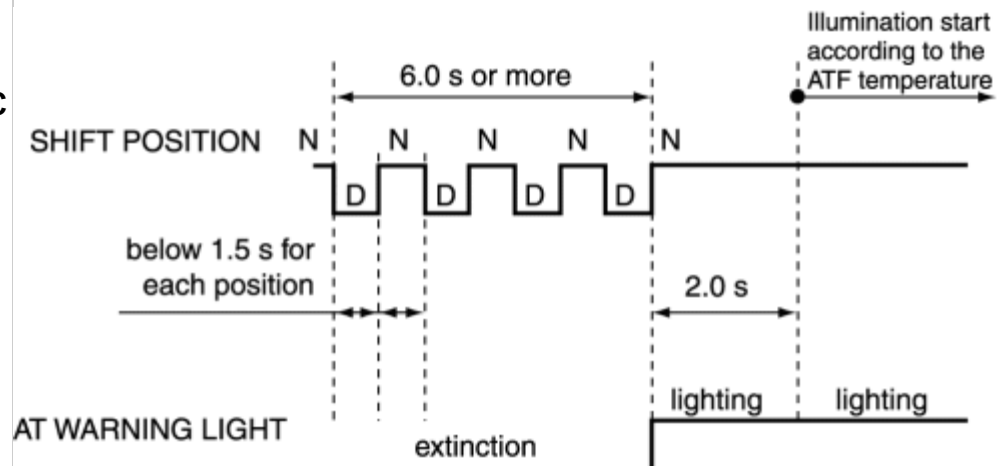 Illumination start
according to the
ATF temperature
6.0 s or more
C
SHIFT POSITION N N N N N
D D D D
below 1.5 s for
each position
2.0 s
lighting lighting
AT WARNING LIGHT
extinction